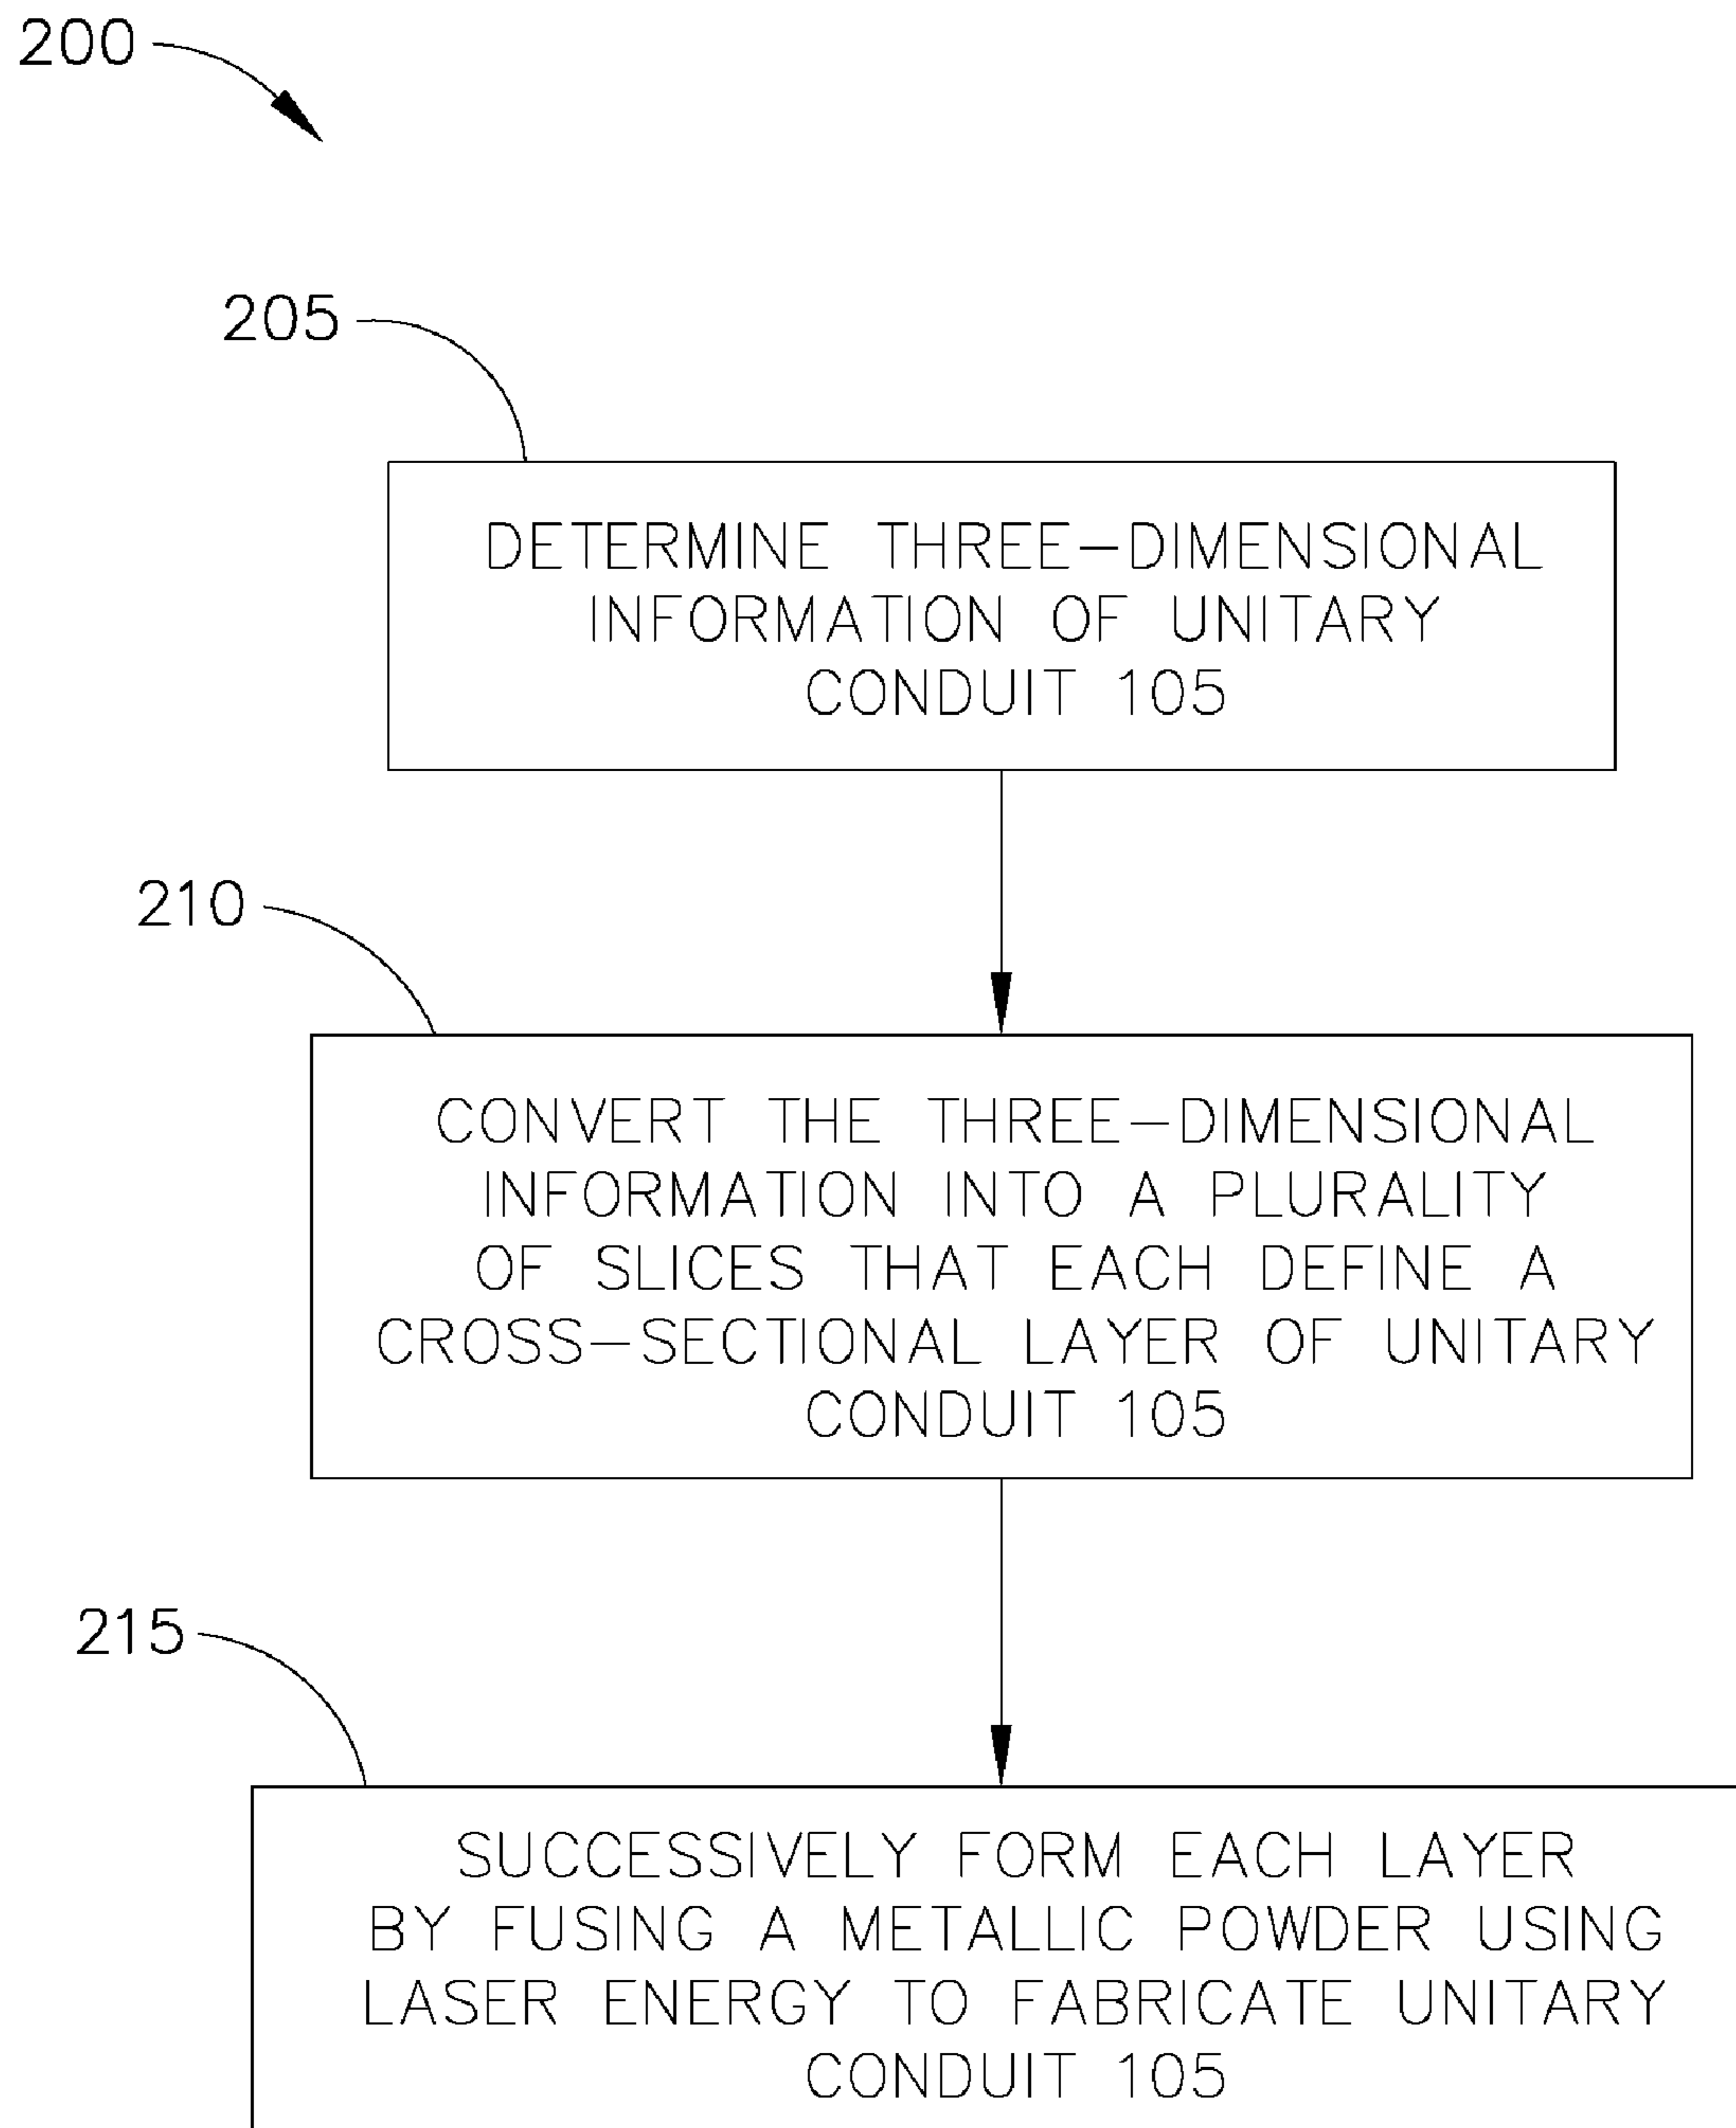 200
205
DETERMINE THREE-DIMENSIONAL
INFORMATION OF UNITARY
CONDUIT 105
210
CONVERT THE THREE-DIMENSIONAL
INFORMATION INTO A PLURALITY
OF SLICES THAT EACH DEFINE A
CROSS-SECTIONAL LAYER OF UNITARY
CONDUIT 105
215
SUCCESSIVELY FORM EACH LAYER
BY FUSING A METALLIC POWDER USING
LASER ENERGY TO FABRICATE UNITARY
CONDUIT 105